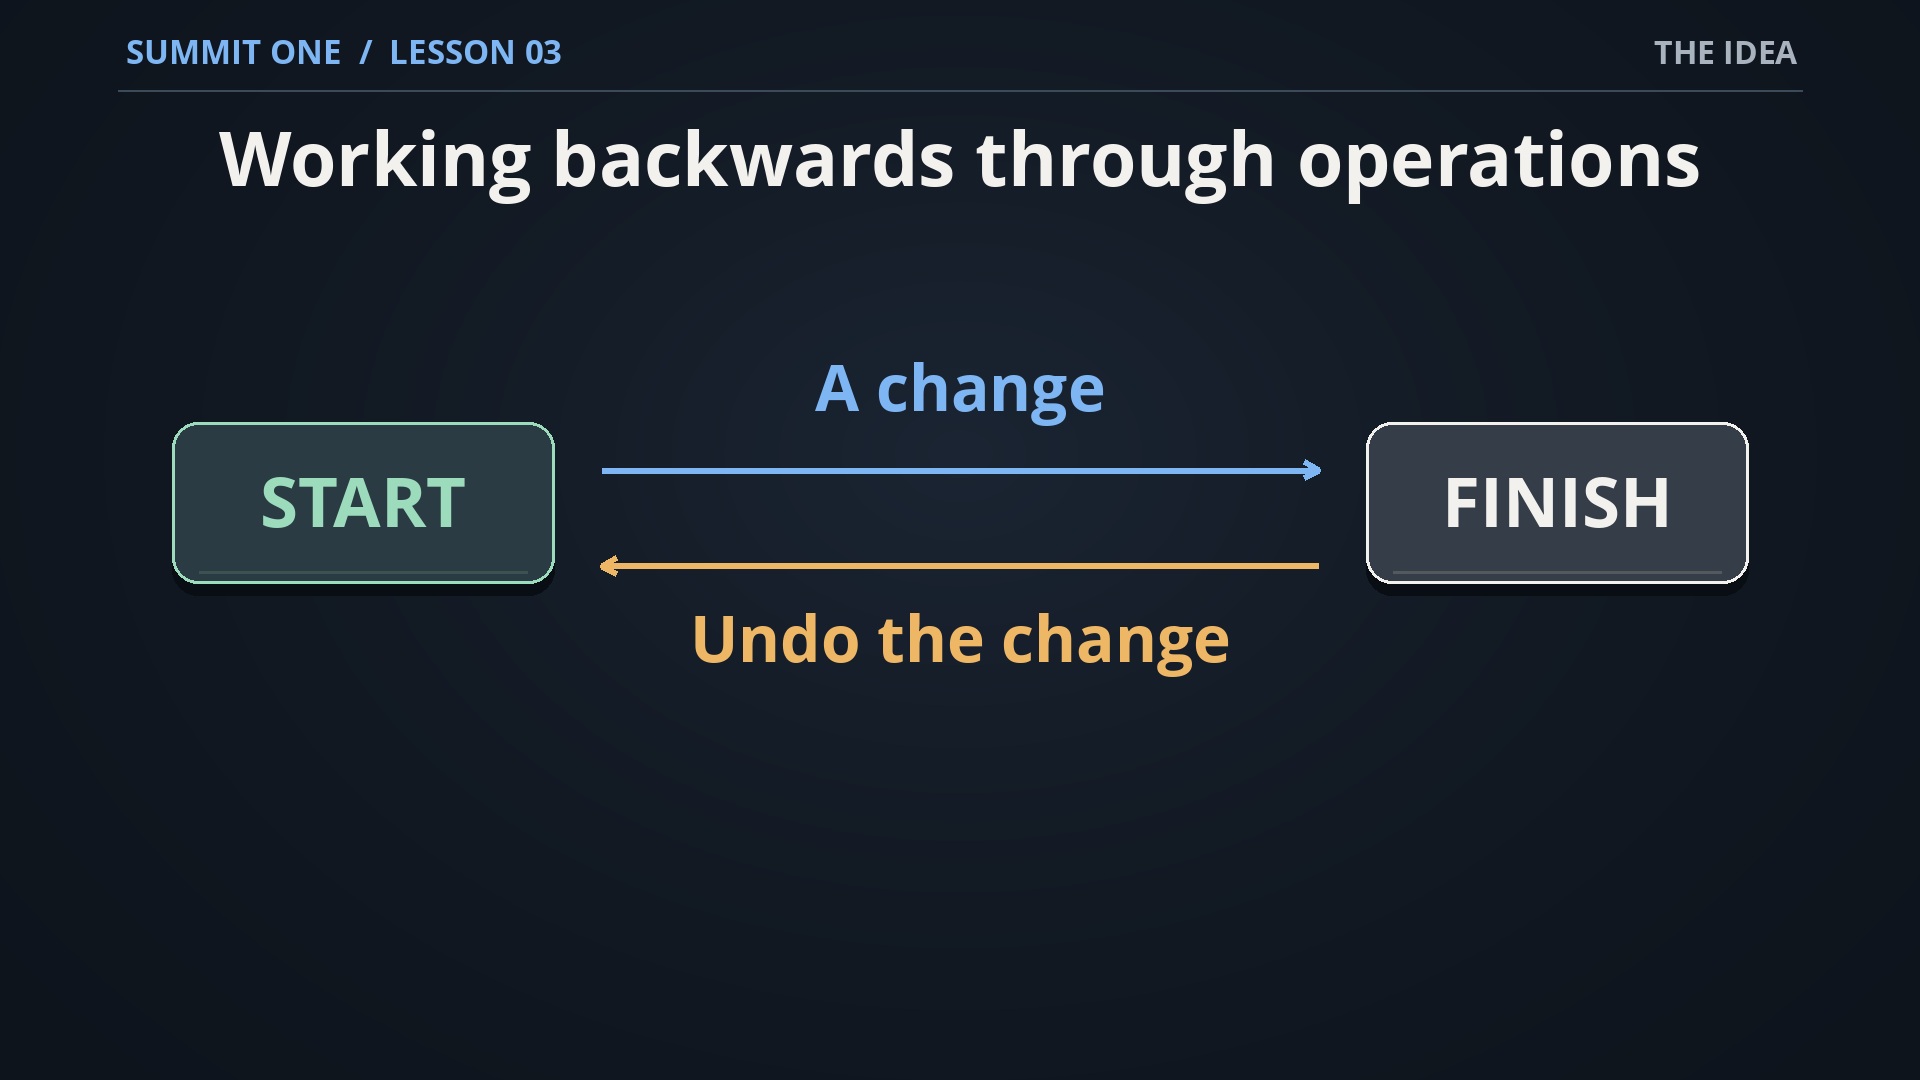 SUMMIT ONE / LESSON 03
THE IDEA
Working backwards through operations
A change
START
FINISH
Undo the change